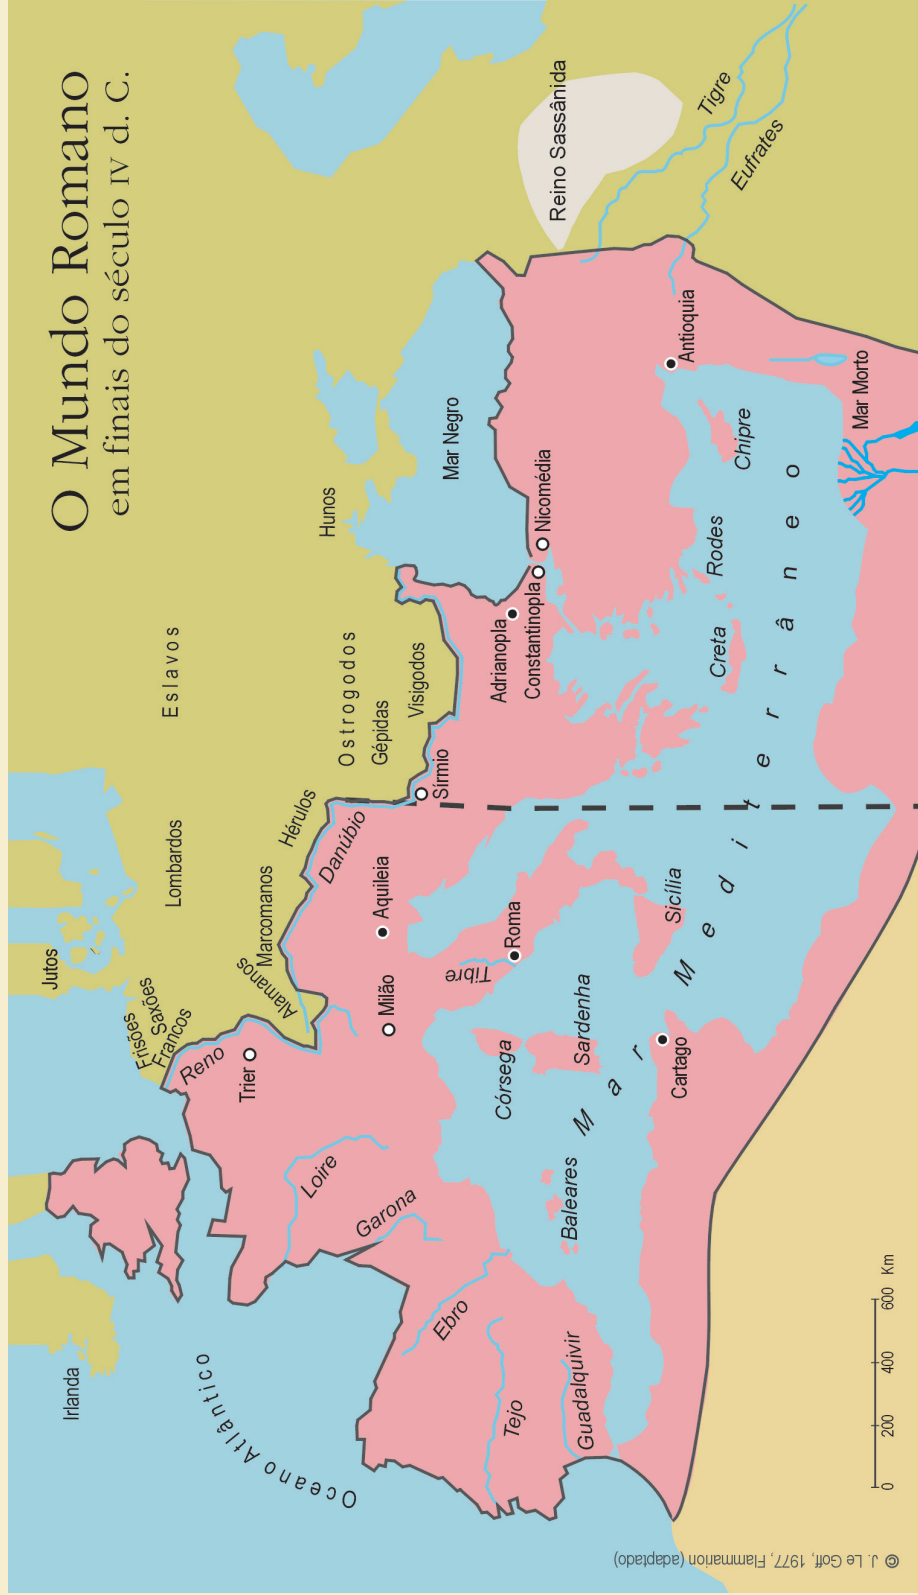 O Mundo Romano
em finais do século IV d. C.
Jutos
Frisões
Saxões
Francos
Lombardos
Eslavos
Hunos
Irlanda
Oceano Atlântico
Reno
Trier
Alamanos
Marcomanos
Hérulos
Danúbio
Ostrogodos
Gépidas
Visigodos
Sirmio
Mar Negro
Reino Sassânida
Tigre
Eufrates
Loire
Garona
Milão
Aquileia
Adrianopla
Constantinopla
Nicomédia
Ebro
Tejo
Guadalquivir
Baleares
Córsega
Sardenha
Tibre
Roma
Sicília
Cartago
Mar Mediterrâneo
Creta
Rodes
Chipre
Antioquia
Mar Morto
0 200 400 600 Km
© J. Le Goff, 1977, Flammarion (adaptado)